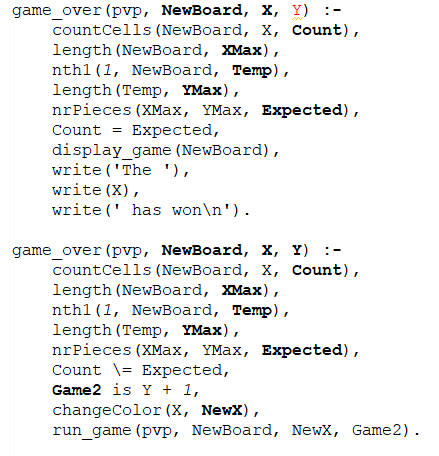 game_over(pvp, NewBoard, X, Y) :-
countCells(NewBoard, X, Count),
length(NewBoard, XMax),
nth1(1, NewBoard, Temp),
length(Temp, YMax),
nrPieces(XMax, YMax, Expected),
Count = Expected,
display_game(NewBoard),
write('The '),
write(X),
write(' has won\n').

game_over(pvp, NewBoard, X, Y) :-
countCells(NewBoard, X, Count),
length(NewBoard, XMax),
nth1(1, NewBoard, Temp),
length(Temp, YMax),
nrPieces(XMax, YMax, Expected),
Count \= Expected,
Game2 is Y + 1,
changeColor(X, NewX),
run_game(pvp, NewBoard, NewX, Game2).